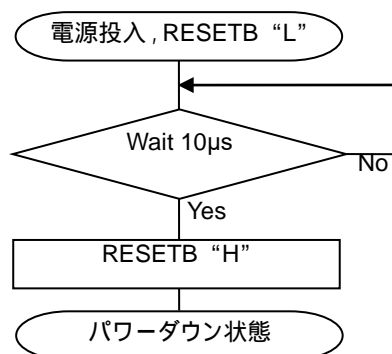 電源投入 , RESETB “L”
Wait 10µs
No
Yes
RESETB “H”
パワーダウン状態